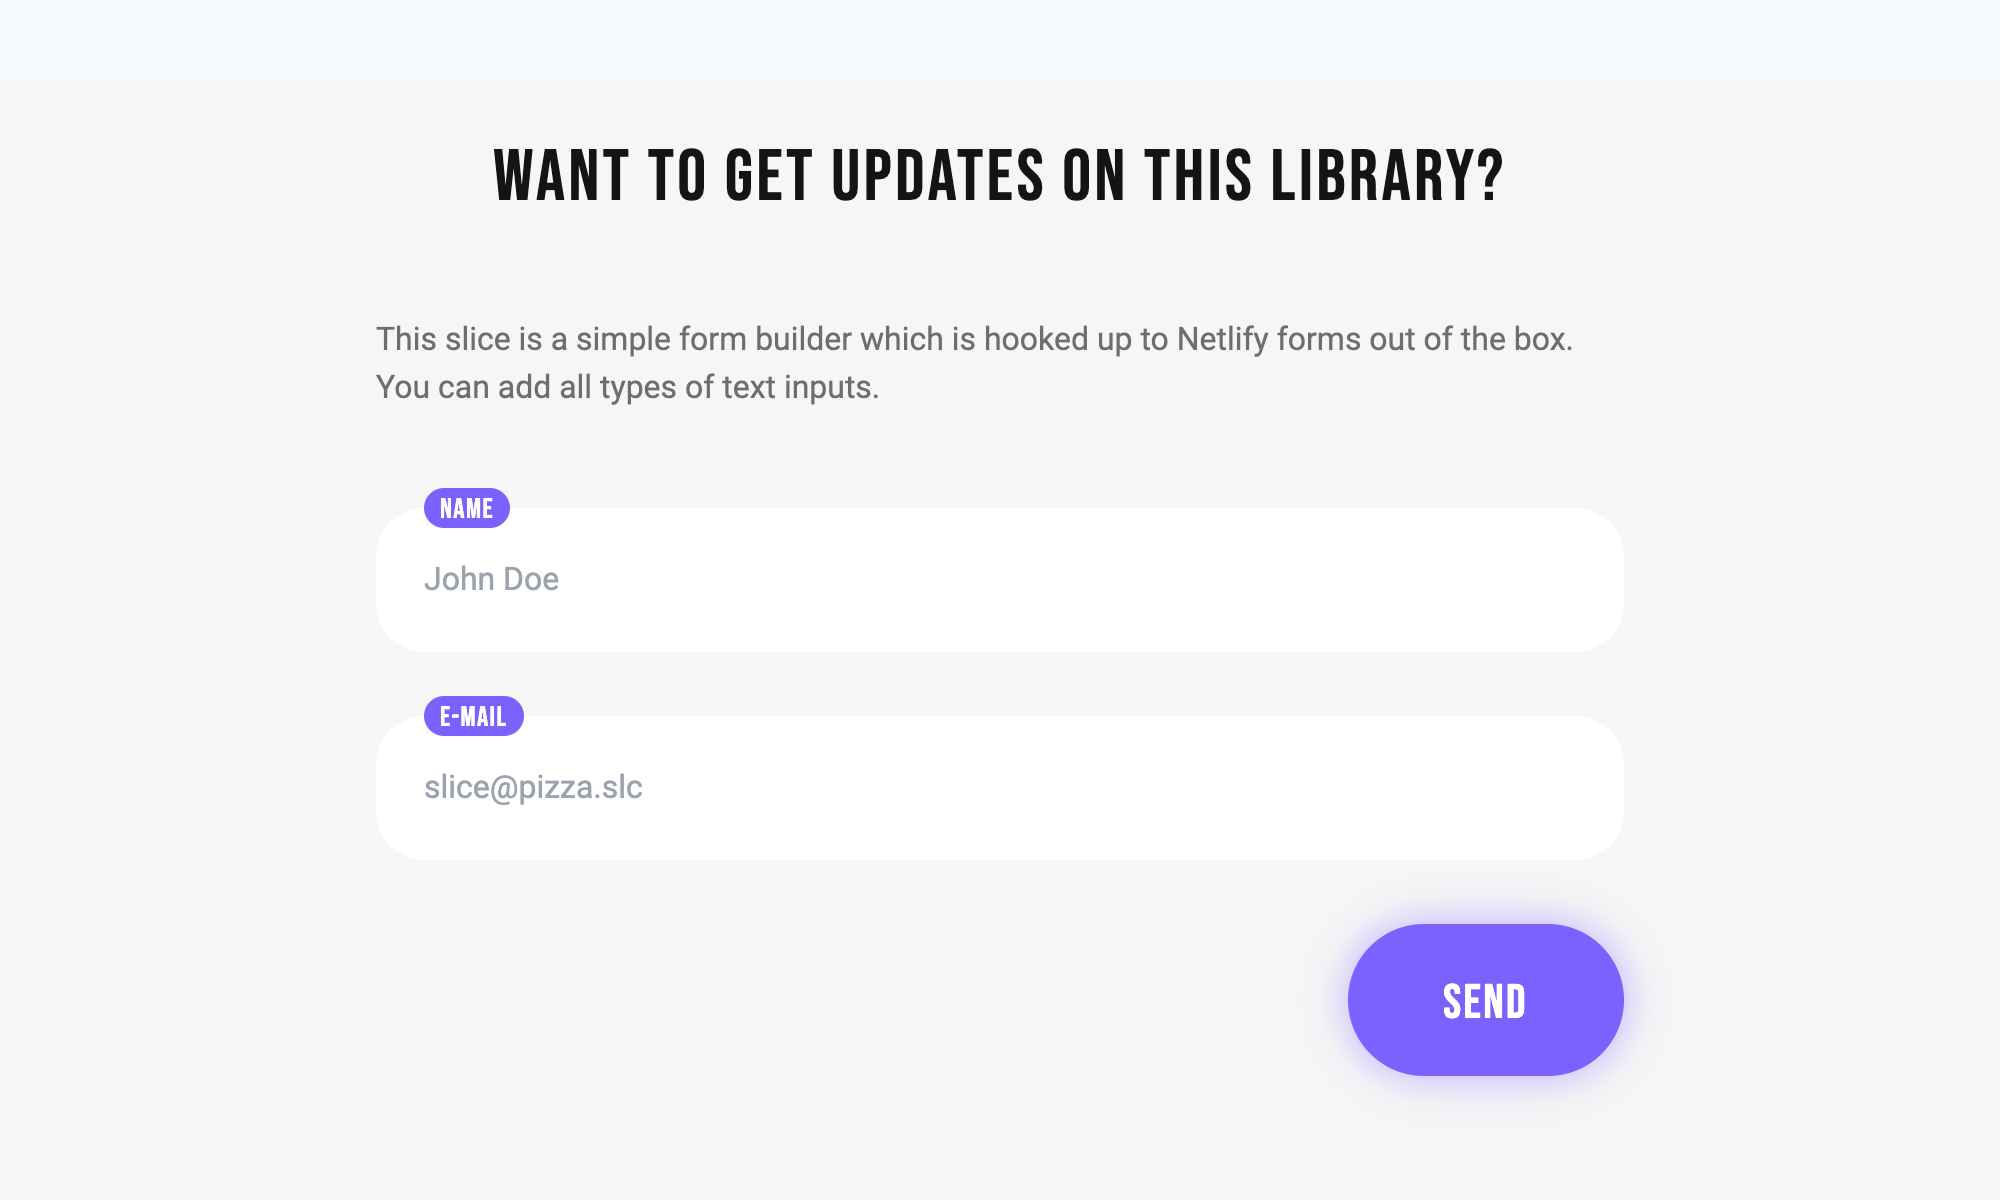 WANT TO GET UPDATES ON THIS LIBRARY?
This slice is a simple form builder which is hooked up to Netlify forms out of the box.
You can add all types of text inputs.
NAME
John Doe
E-MAIL
slice@pizza.slc
SEND